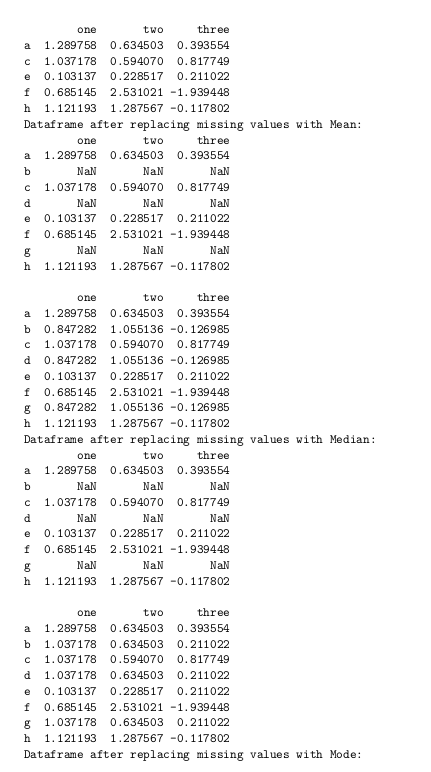 one       two     three
a  1.289758  0.634503  0.393554
c  1.037178  0.594070  0.817749
e  0.103137  0.228517  0.211022
f  0.685145  2.531021 -1.939448
h  1.121193  1.287567 -0.117802
Dataframe after replacing missing values with Mean:
        one       two     three
a  1.289758  0.634503  0.393554
b       NaN       NaN       NaN
c  1.037178  0.594070  0.817749
d       NaN       NaN       NaN
e  0.103137  0.228517  0.211022
f  0.685145  2.531021 -1.939448
g       NaN       NaN       NaN
h  1.121193  1.287567 -0.117802

        one       two     three
a  1.289758  0.634503  0.393554
b  0.847282  1.055136 -0.126985
c  1.037178  0.594070  0.817749
d  0.847282  1.055136 -0.126985
e  0.103137  0.228517  0.211022
f  0.685145  2.531021 -1.939448
g  0.847282  1.055136 -0.126985
h  1.121193  1.287567 -0.117802
Dataframe after replacing missing values with Median:
        one       two     three
a  1.289758  0.634503  0.393554
b       NaN       NaN       NaN
c  1.037178  0.594070  0.817749
d       NaN       NaN       NaN
e  0.103137  0.228517  0.211022
f  0.685145  2.531021 -1.939448
g       NaN       NaN       NaN
h  1.121193  1.287567 -0.117802

        one       two     three
a  1.289758  0.634503  0.393554
b  1.037178  0.634503  0.211022
c  1.037178  0.594070  0.817749
d  1.037178  0.634503  0.211022
e  0.103137  0.228517  0.211022
f  0.685145  2.531021 -1.939448
g  1.037178  0.634503  0.211022
h  1.121193  1.287567 -0.117802
Dataframe after replacing missing values with Mode: